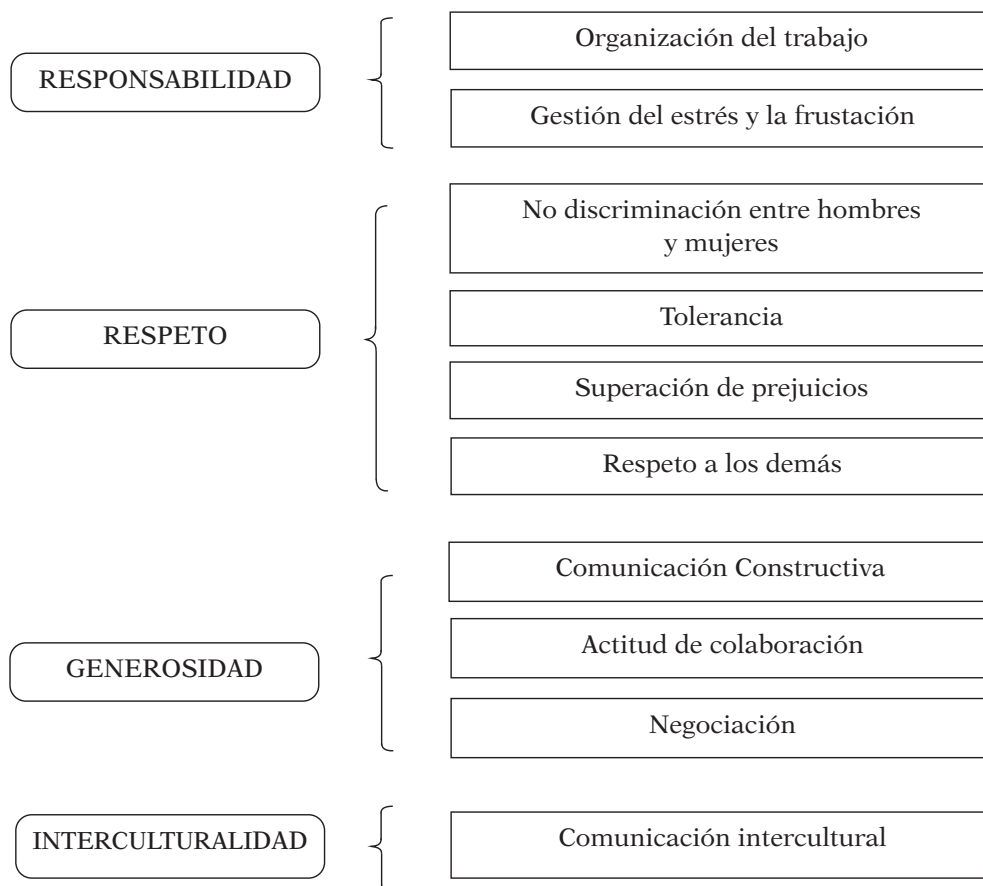 RESPONSABILIDAD
Organización del trabajo
Gestión del estrés y la frustación
RESPETO
No discriminación entre hombres
y mujeres
Tolerancia
Superación de prejuicios
Respeto a los demás
GENEROSIDAD
Comunicación Constructiva
Actitud de colaboración
Negociación
INTERCULTURALIDAD
Comunicación intercultural